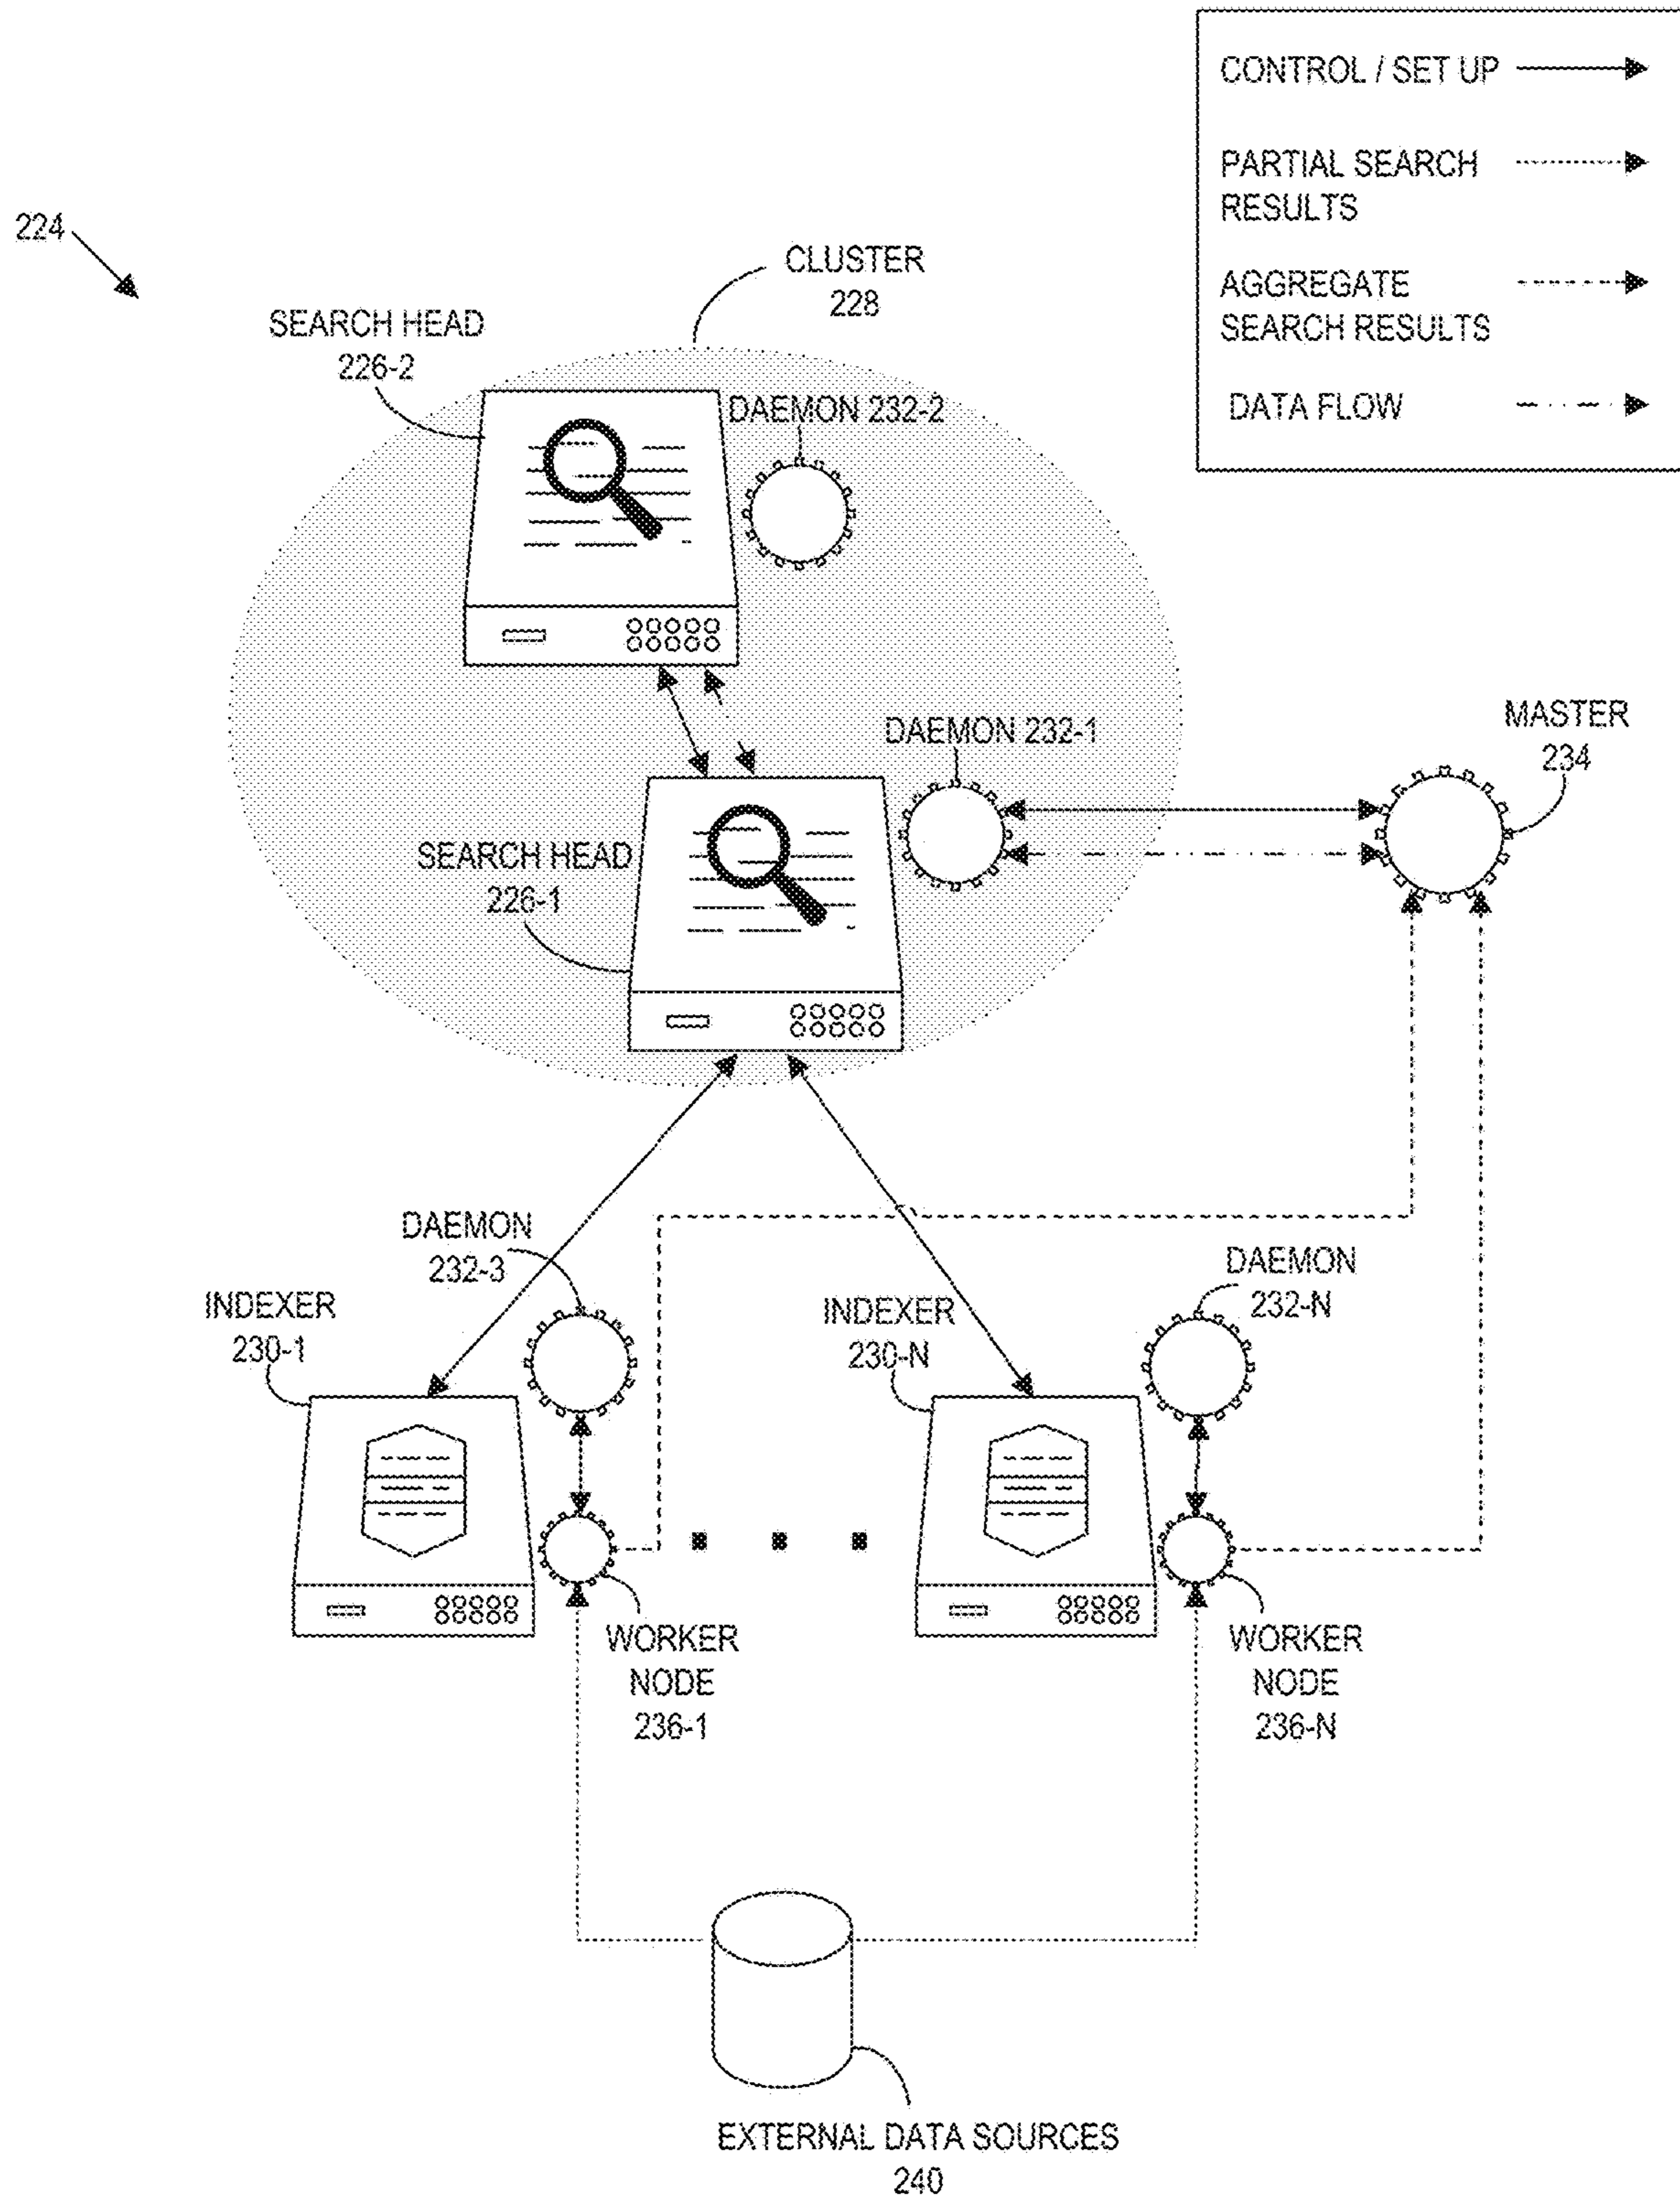 CONTROL / SET UP
PARTIAL SEARCH
RESULTS
AGGREGATE
SEARCH RESULTS
DATA FLOW
224
CLUSTER
228
SEARCH HEAD
226-2
DAEMON 232-2
DAEMON 232-1
MASTER
234
SEARCH HEAD
226-1
DAEMON
232-3
DAEMON
232-N
INDEXER
230-1
INDEXER
230-N
WORKER
NODE
236-1
WORKER
NODE
236-N
EXTERNAL DATA SOURCES
240